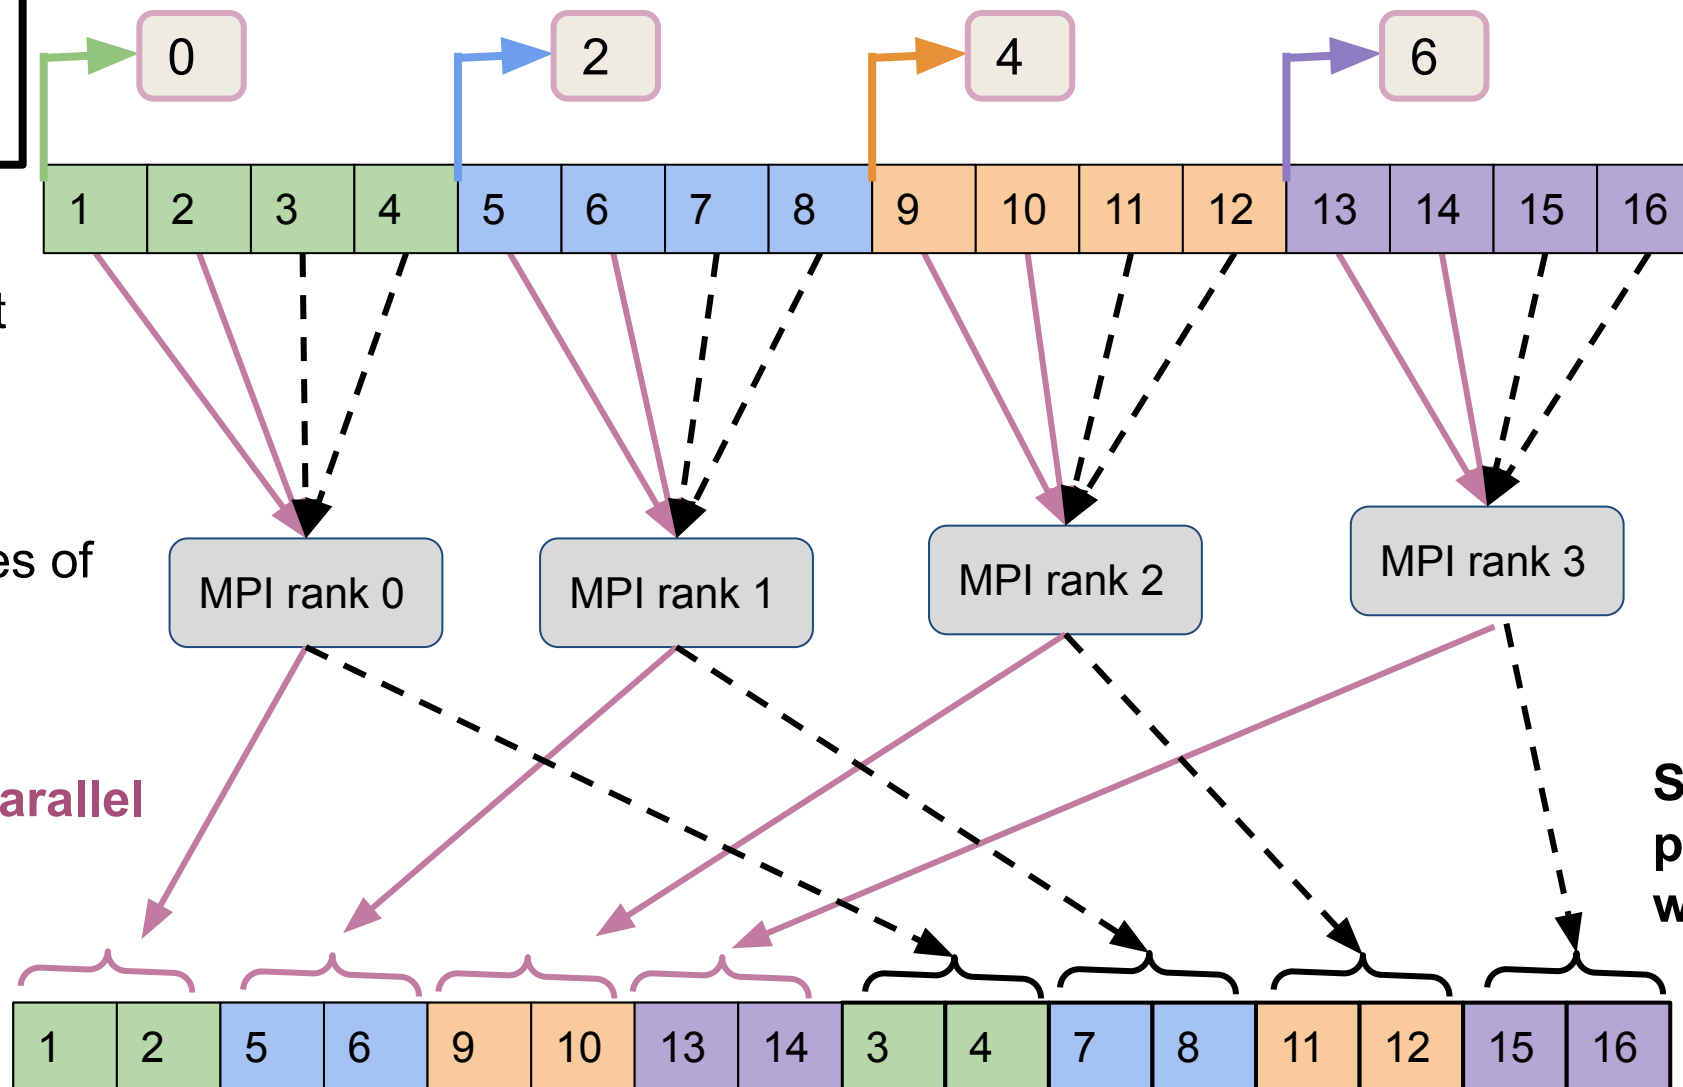 0 2 4 6
1 2 3 4 5 6 7 8 9 10 11 12 13 14 15 16
t
es of
MPI rank 0 MPI rank 1 MPI rank 2 MPI rank 3
arallel
S
p
w
1 2 5 6 9 10 13 14 3 4 7 8 11 12 15 16